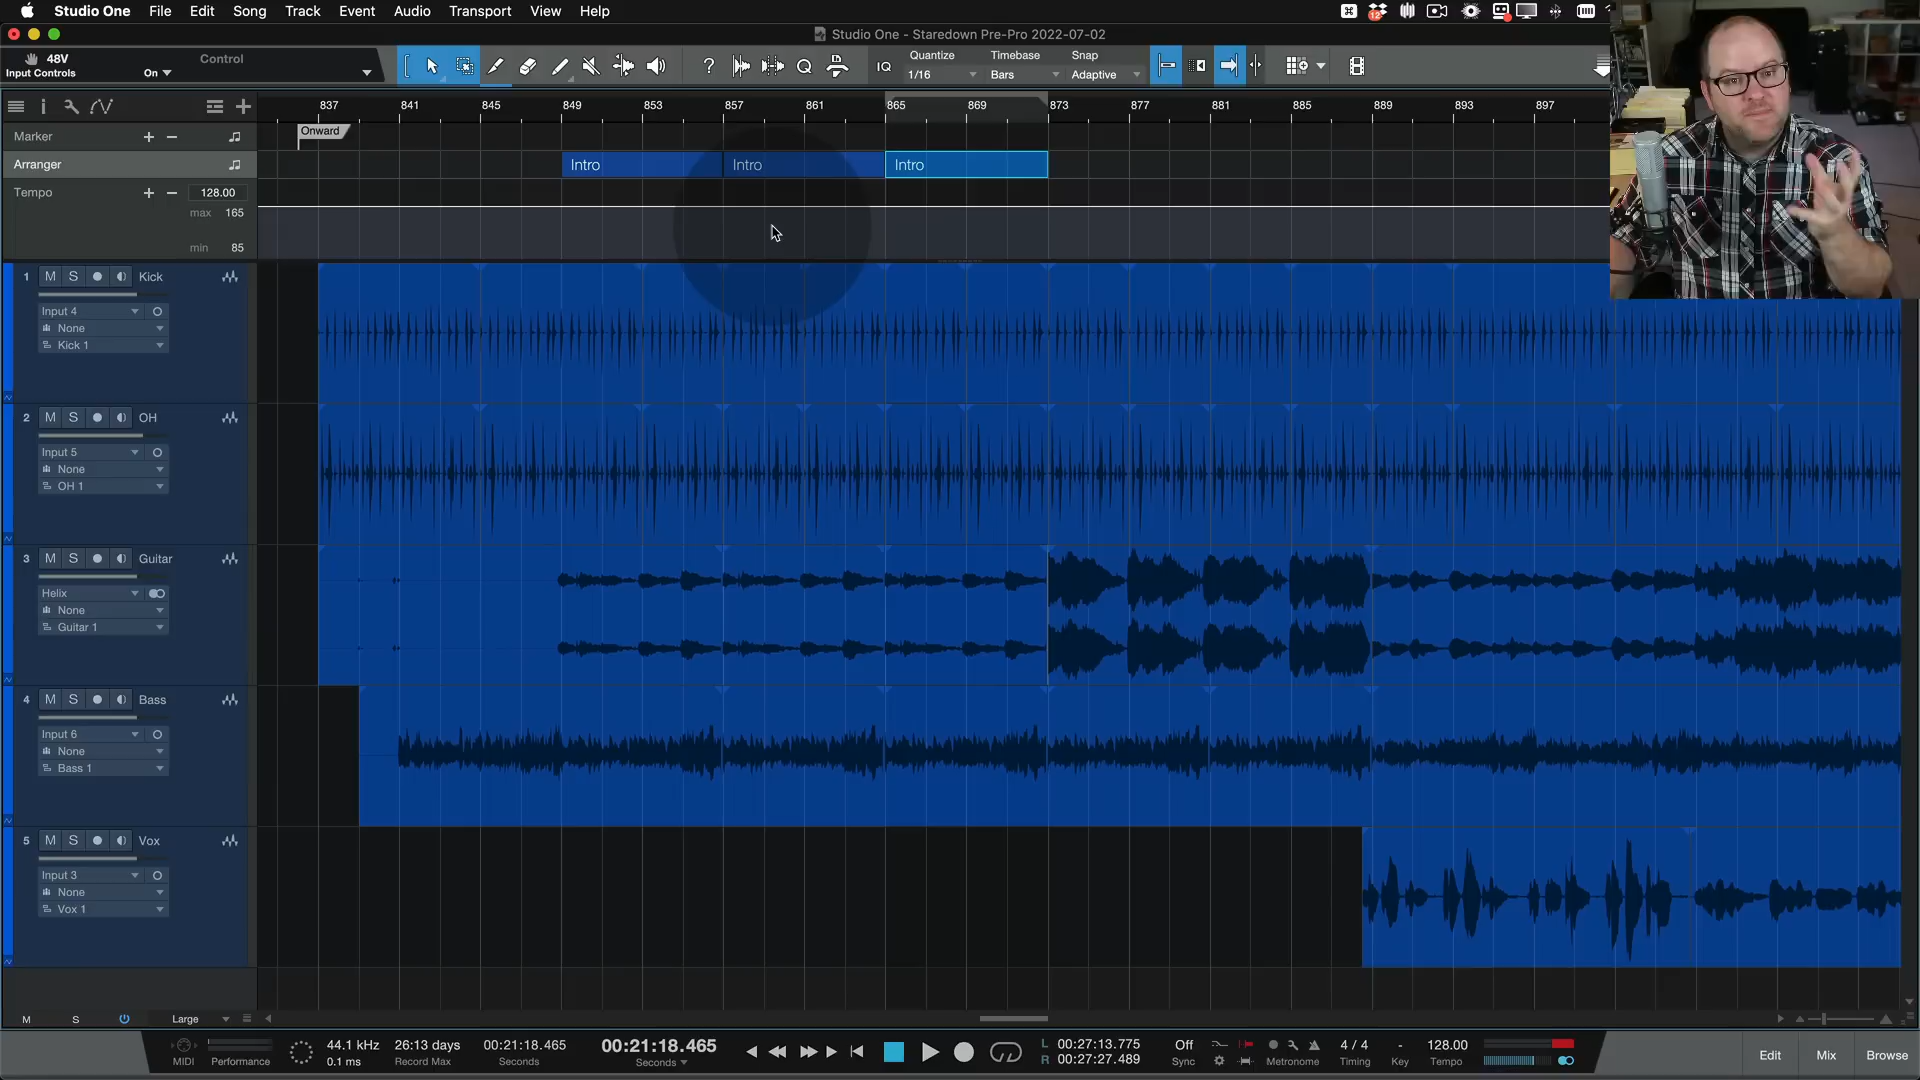 Studio One File Edit Song Track Event Audio Transport View Help
12
Studio One - Staredown Pre-Pro 2022-07-02
48V
Input Controls
Control
On
IQ
Quantize
1/16
Timebase
Bars
Snap
Adaptive
837 841 845 849 853 857 861 865 869 873 877 881 885 889 893 897
Marker
Onward
Arranger
Intro Intro Intro
Tempo 128.00
max 165
min 85
1 M S Kick
Input 4
None
Kick 1
2 M S OH
Input 5
None
OH 1
3 M S Guitar
Helix
None
Guitar 1
4 M S Bass
Input 6
None
Bass 1
5 M S Vox
Input 3
None
Vox 1
M S Large
MIDI
Performance
44.1 kHz
0.1 ms
26:13 days
Record Max
00:21:18.465
Seconds
00:21:18.465
Seconds
L 00:27:13.775
R 00:27:27.489
Off
Sync
Metronome
4 / 4
Timing
-
Key
128.00
Tempo
Edit Mix Browse